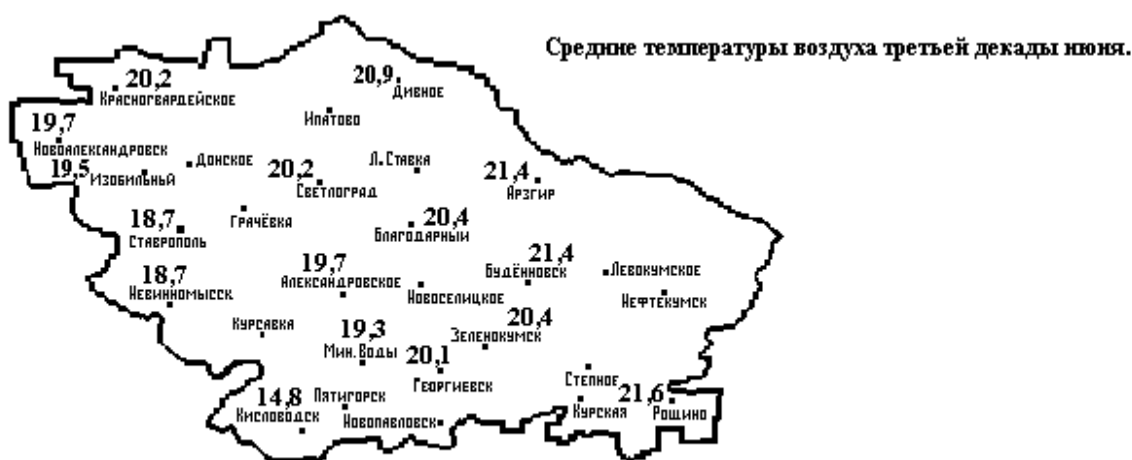 Средние температуры воздуха третьей декады июня.
20,2
Красногвардейское
20,9
Дивное
Ипатово
19,7
Новоалександровск
19,5
Изобильный
Донское
20,2
Светлоград
Л.Ставка
21,4
Арзгир
18,7
Ставрополь
Грачёвка
20,4
Благодарный
18,7
Невинномысск
19,7
Александровское
Новоселицкое
21,4
Будённовск
Левокумское
Нефтекумск
Курсавка
19,3
Мин.Воды
20,4
Зеленокумск
20,1
Георгиевск
Степное
14,8
Кисловодск
Пятигорск
Новопавловск
Курская
21,6
Рощино